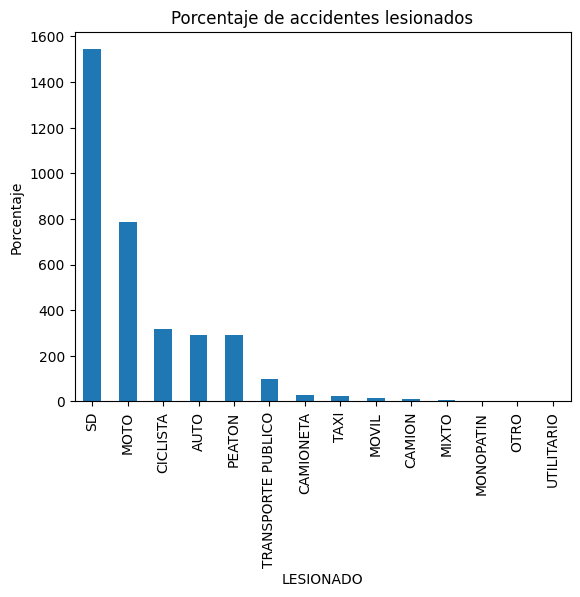 Porcentaje de accidentes lesionados
1600
1400
1200
1000
800
600
400
200
0
Porcentaje
SD
MOTO
CICLISTA
AUTO
PEATON
TRANSPORTE PUBLICO
CAMIONETA
TAXI
MOVIL
CAMION
MIXTO
MONOPATIN
OTRO
UTILITARIO
LESIONADO